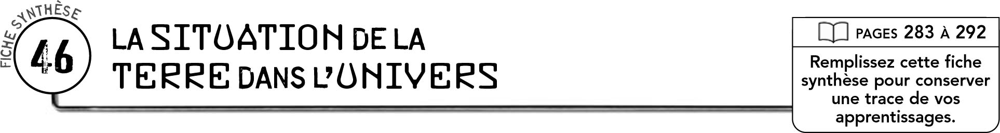 FICHE SYNTHÈSE
46
LA SITUATION DE LA
TERRE DANS L'UNIVERS
PAGES 283 À 292
Remplissez cette fiche
synthèse pour conserver
une trace de vos
apprentissages.